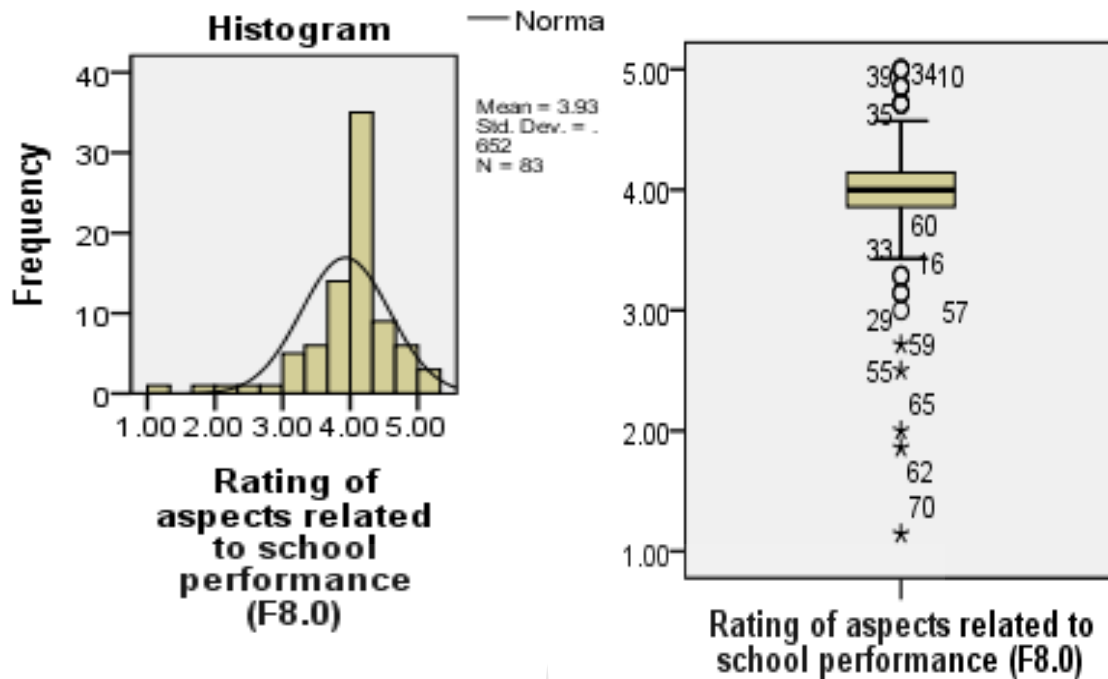 Histogram
— Norma
40
30
20
10
0
Frequency
Mean = 3.93
Std. Dev. = .
652
N = 83
1.00 2.00 3.00 4.00 5.00
Rating of
aspects related
to school
performance
(F8.0)
5.00
4.00
3.00
2.00
1.00
39 34 10
35
60
33
16
29 57
59
55
65
62
70
Rating of aspects related to
school performance (F8.0)